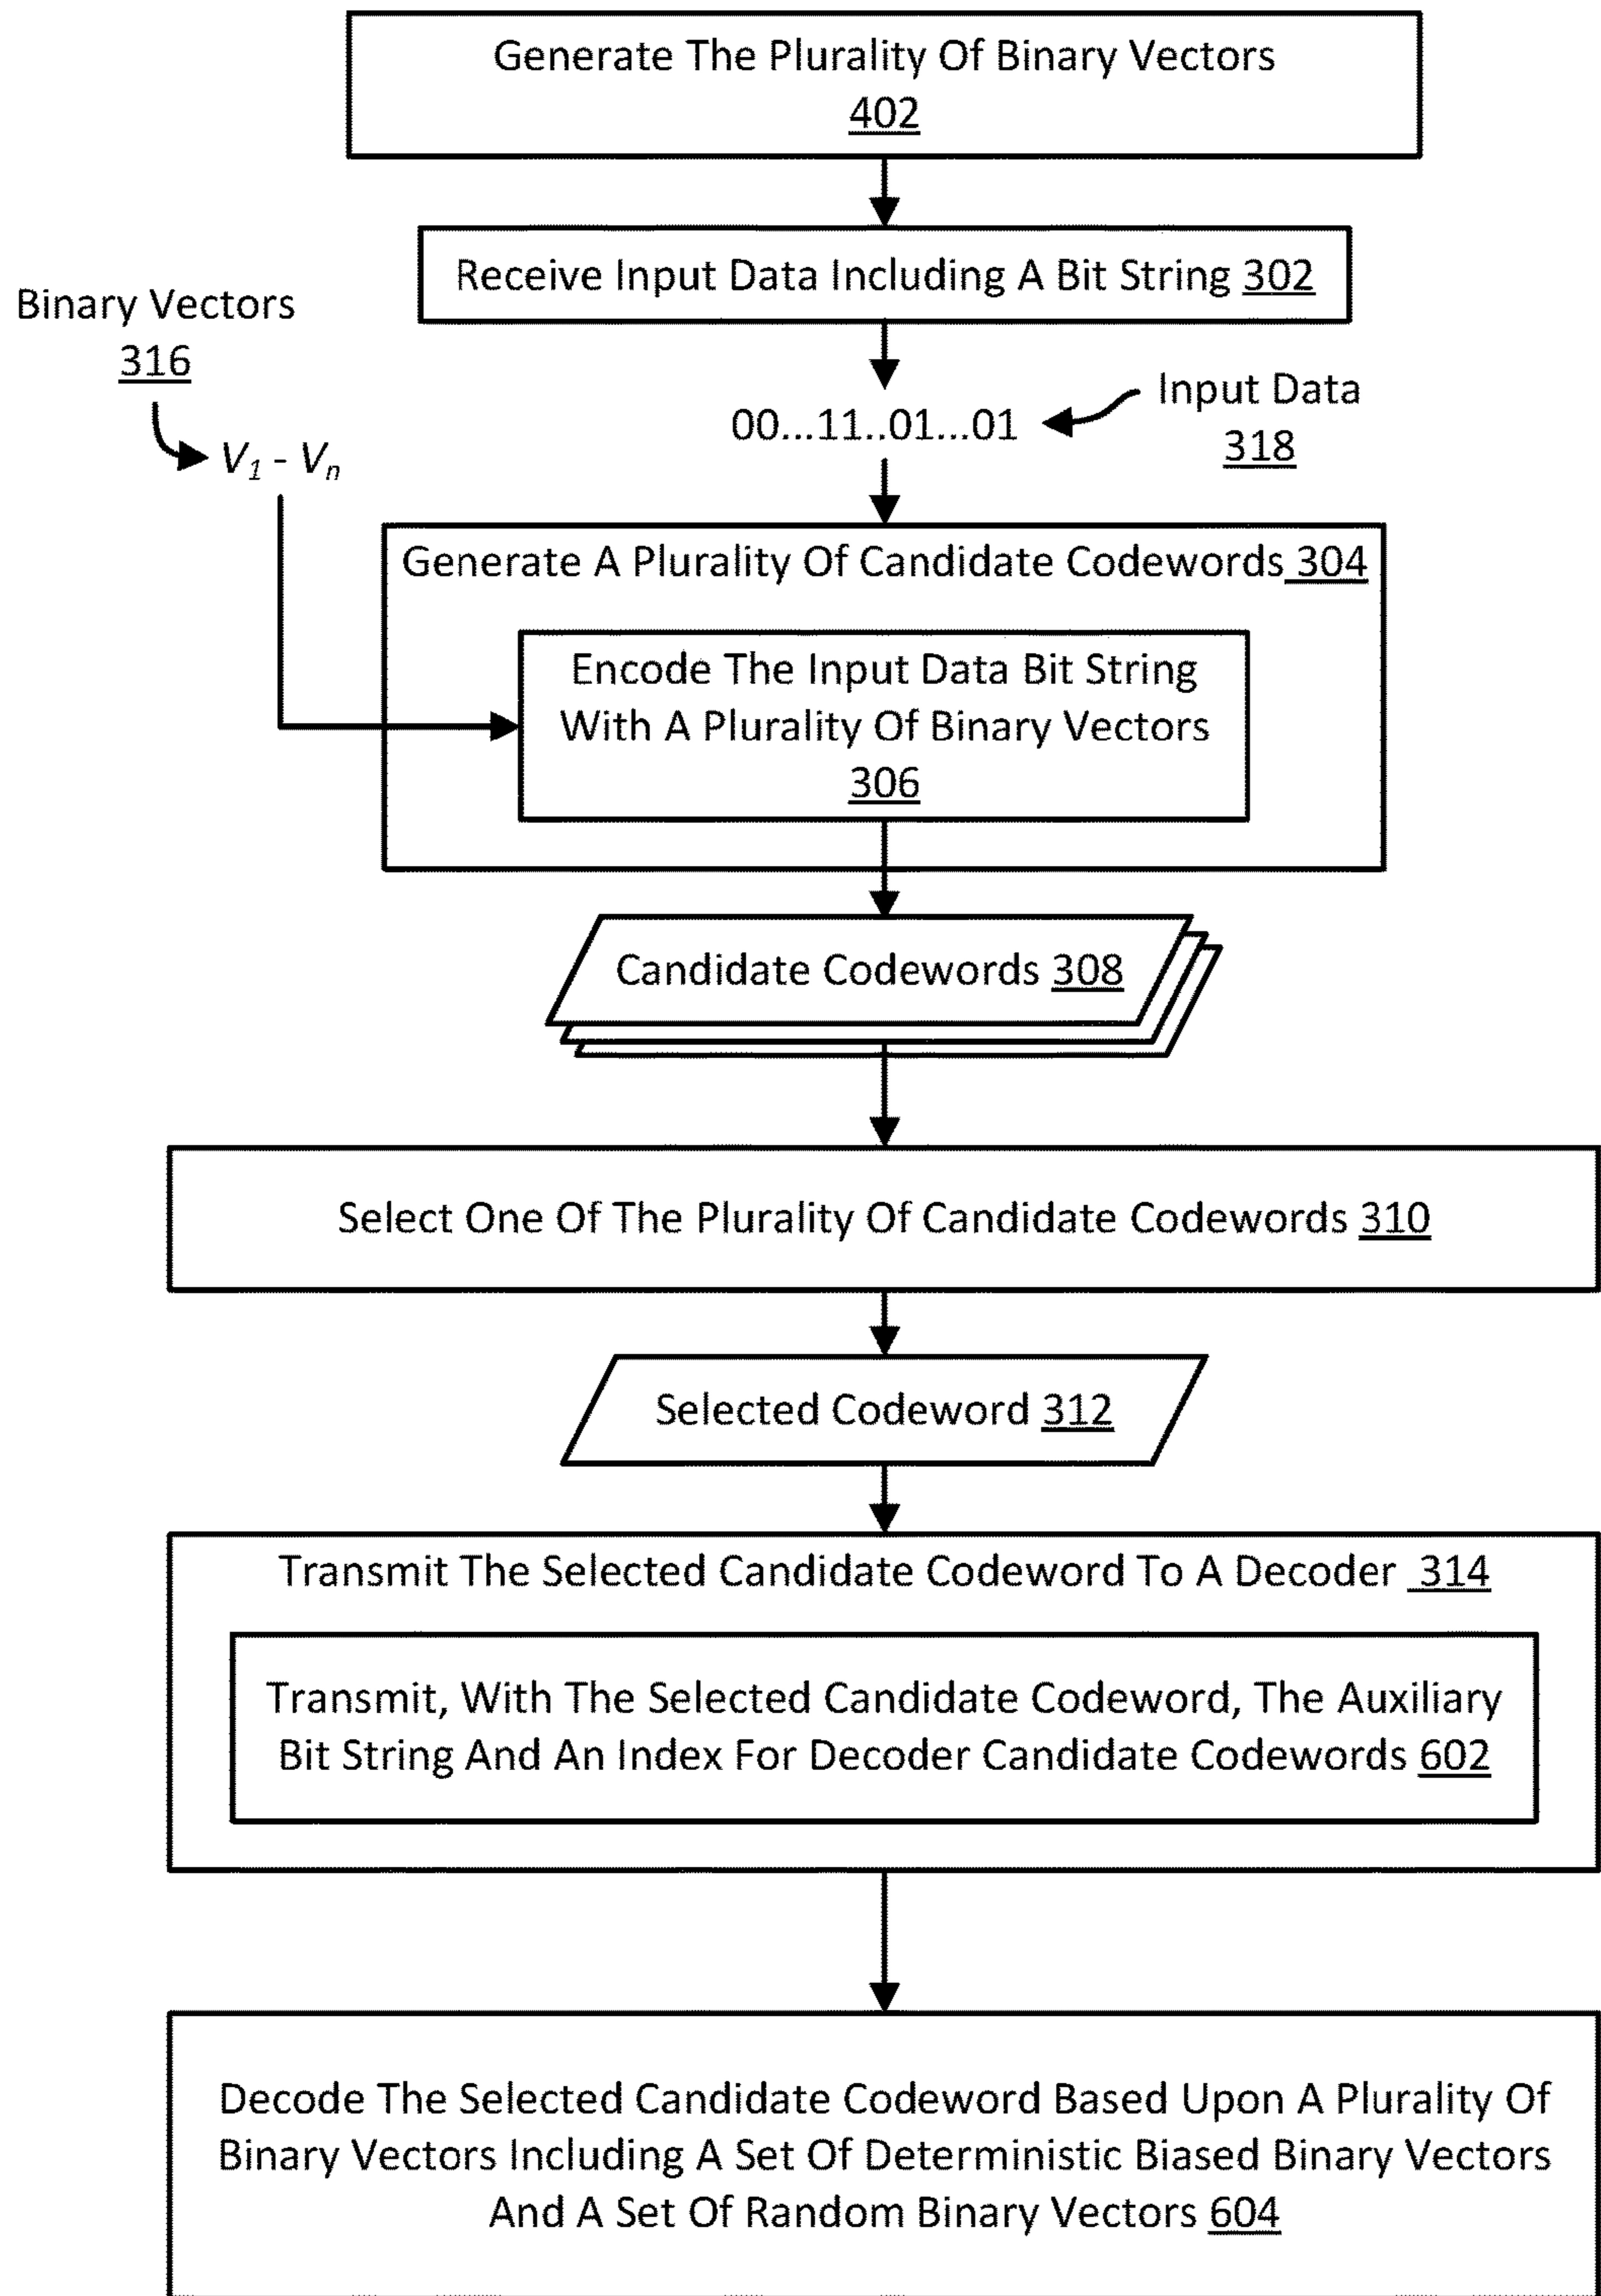 Generate The Plurality Of Binary Vectors
402
Receive Input Data Including A Bit String 302
Binary Vectors
316
V1 - Vn
00...11..01...01
Input Data
318
Generate A Plurality Of Candidate Codewords 304
Encode The Input Data Bit String
With A Plurality Of Binary Vectors
306
Candidate Codewords 308
Select One Of The Plurality Of Candidate Codewords 310
Selected Codeword 312
Transmit The Selected Candidate Codeword To A Decoder 314
Transmit, With The Selected Candidate Codeword, The Auxiliary
Bit String And An Index For Decoder Candidate Codewords 602
Decode The Selected Candidate Codeword Based Upon A Plurality Of
Binary Vectors Including A Set Of Deterministic Biased Binary Vectors
And A Set Of Random Binary Vectors 604